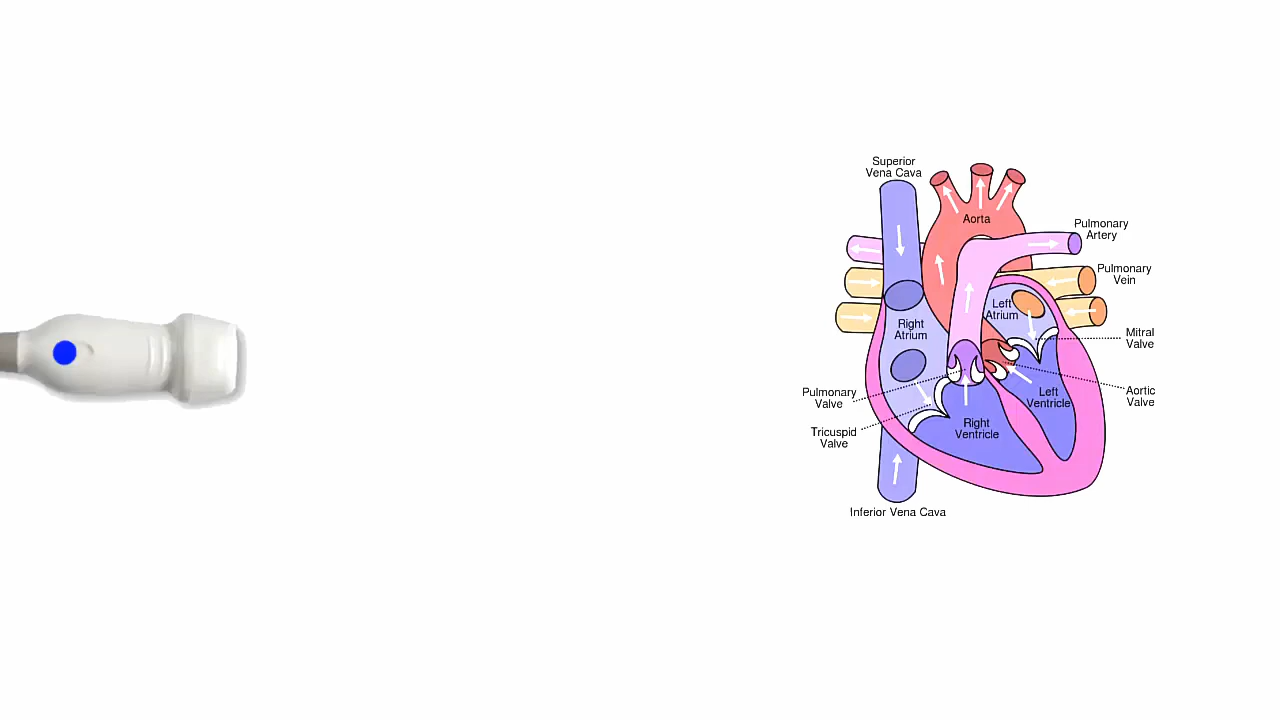 Superior
Vena Cava
Aorta
Pulmonary
Artery
Pulmonary
Vein
Left
Atrium
Right
Atrium
Mitral
Valve
Pulmonary
Valve
Left
Ventricle
Aortic
Valve
Right
Ventricle
Tricuspid
Valve
Inferior Vena Cava